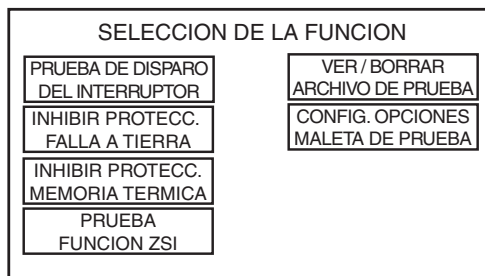 SELECCION DE LA FUNCION
PRUEBA DE DISPARO
DEL INTERRUPTOR
INHIBIR PROTECC.
FALLA A TIERRA
INHIBIR PROTECC.
MEMORIA TERMICA
PRUEBA
FUNCION ZSI
VER / BORRAR
ARCHIVO DE PRUEBA
CONFIG. OPCIONES
MALETA DE PRUEBA